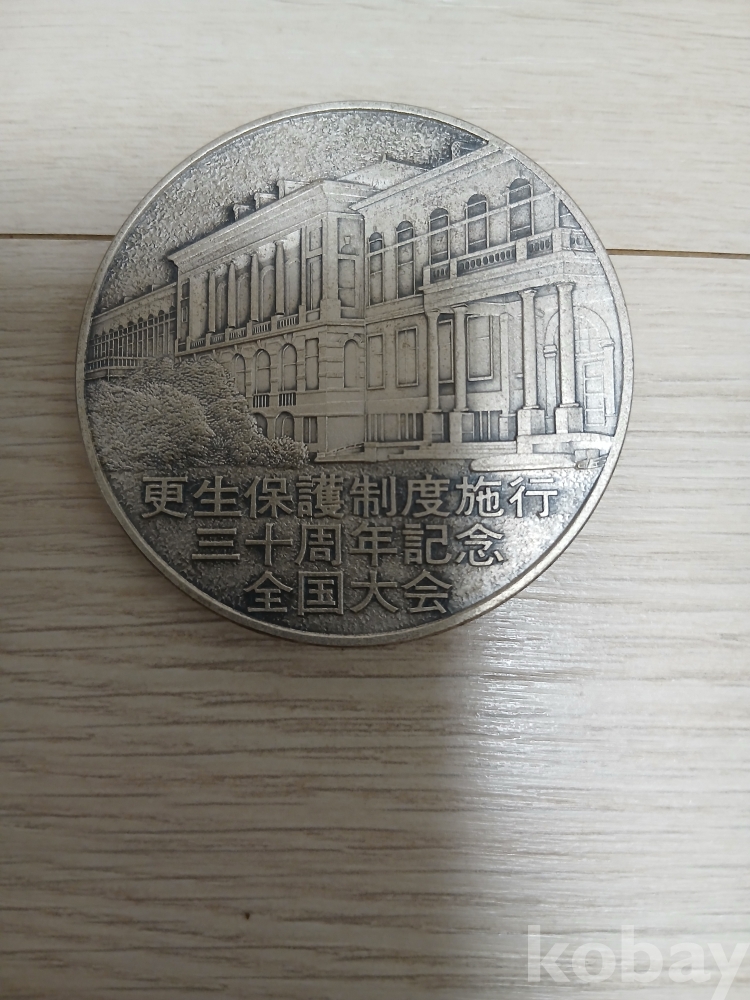 更生保護制度施行
三十周年記念
全国大会
kobay